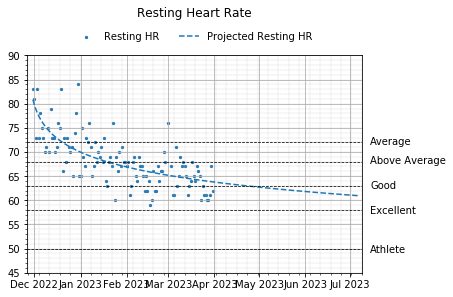 Resting Heart Rate
Resting HR
Projected Resting HR
90
85
80
75
70
65
60
55
50
45
Average
Above Average
Good
Excellent
Athlete
Dec 2022 Jan 2023 Feb 2023 Mar 2023 Apr 2023 May 2023 Jun 2023 Jul 2023